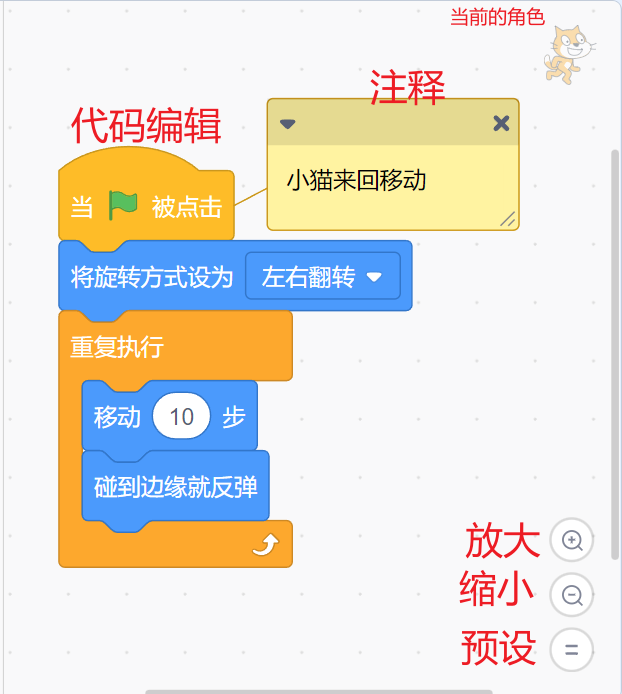 当前的角色
注释
代码编辑
小猫来回移动
当 被点击
将旋转方式设为 左右翻转
重复执行
移动 10 步
碰到边缘就反弹
放大
缩小
预设